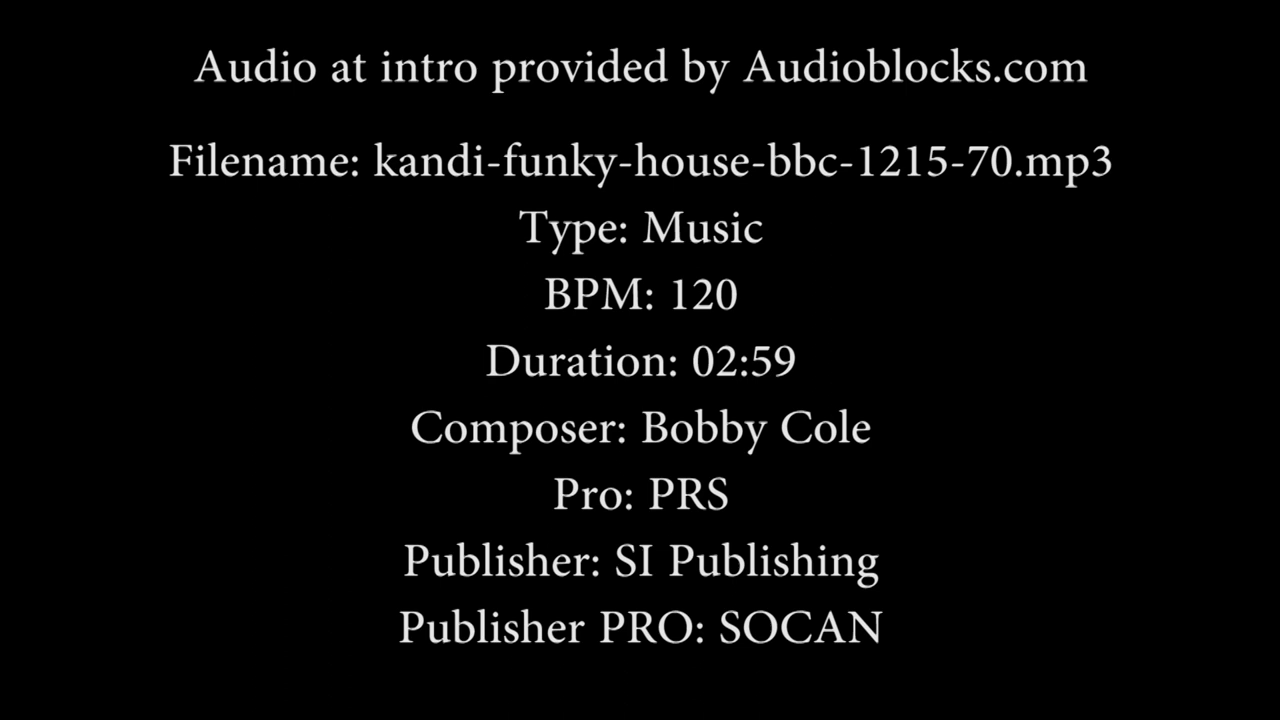 Audio at intro provided by Audioblocks.com
Filename: kandi-funky-house-bbc-1215-70.mp3
Type: Music
BPM: 120
Duration: 02:59
Composer: Bobby Cole
Pro: PRS
Publisher: SI Publishing
Publisher PRO: SOCAN